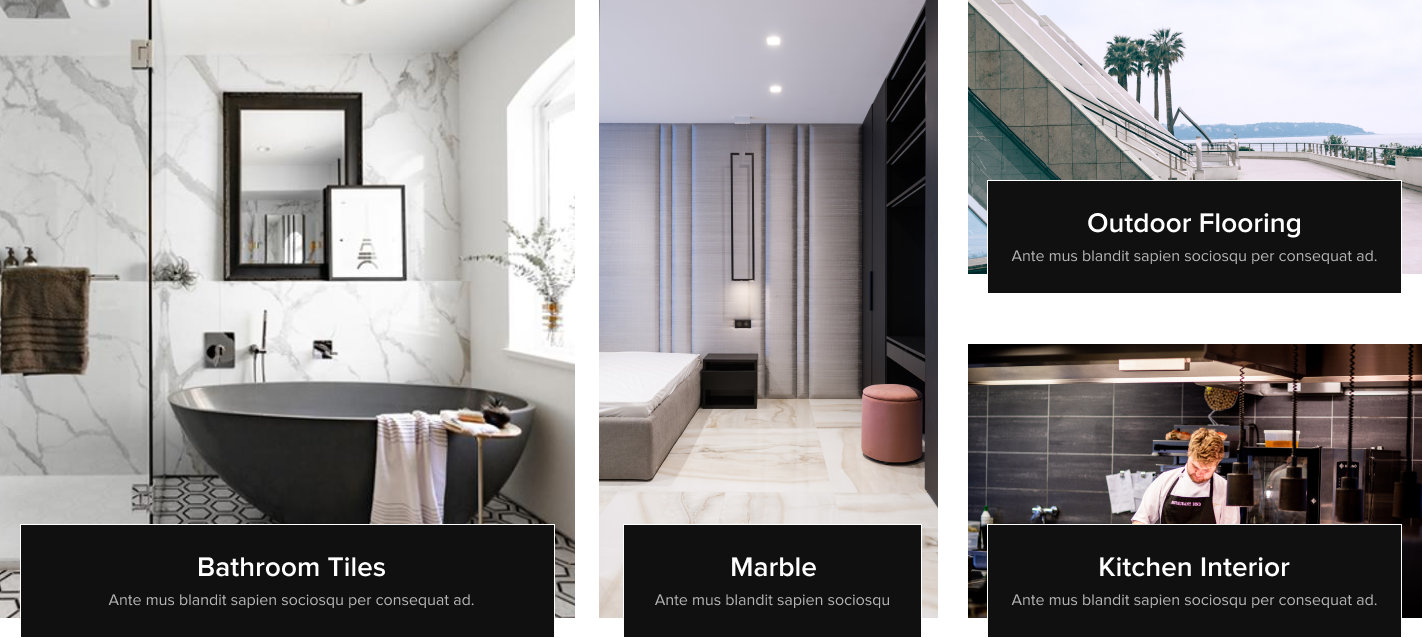 Outdoor Flooring
Ante mus blandit sapien sociosqu per consequat ad.
Bathroom Tiles
Ante mus blandit sapien sociosqu per consequat ad.
Marble
Ante mus blandit sapien sociosqu
Kitchen Interior
Ante mus blandit sapien sociosqu per consequat ad.